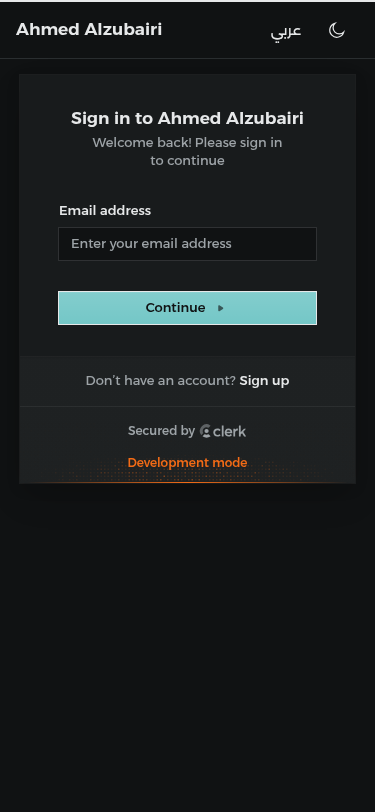 Ahmed Alzubairi
عربي
Sign in to Ahmed Alzubairi
Welcome back! Please sign in
to continue
Email address
Enter your email address
Continue
Don’t have an account? Sign up
Secured by clerk
Development mode